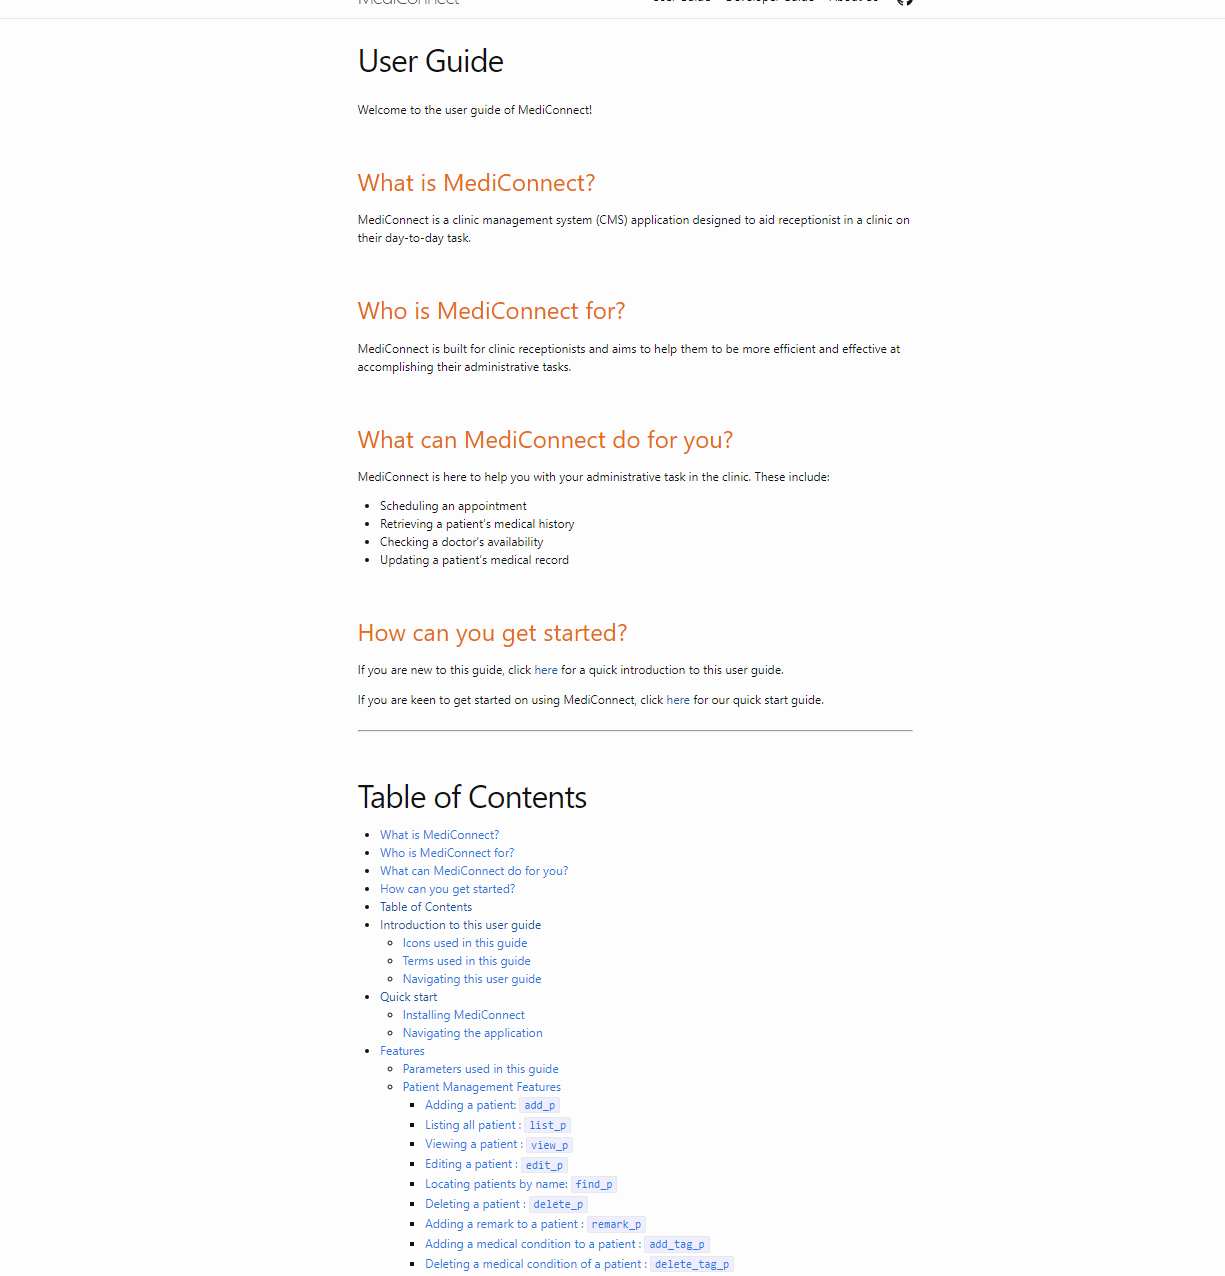 MediConnect
User Guide
Developer Guide
About Us
User Guide
Welcome to the user guide of MediConnect!
What is MediConnect?
MediConnect is a clinic management system (CMS) application designed to aid receptionist in a clinic on
their day-to-day task.
Who is MediConnect for?
MediConnect is built for clinic receptionists and aims to help them to be more efficient and effective at
accomplishing their administrative tasks.
What can MediConnect do for you?
MediConnect is here to help you with your administrative task in the clinic. These include:
• Scheduling an appointment
• Retrieving a patient's medical history
• Checking a doctor's availability
• Updating a patient's medical record
How can you get started?
If you are new to this guide, click here for a quick introduction to this user guide.
If you are keen to get started on using MediConnect, click here for our quick start guide.
Table of Contents
• What is MediConnect?
• Who is MediConnect for?
• What can MediConnect do for you?
• How can you get started?
• Table of Contents
• Introduction to this user guide
◦ Icons used in this guide
◦ Terms used in this guide
◦ Navigating this user guide
• Quick start
◦ Installing MediConnect
◦ Navigating the application
• Features
◦ Parameters used in this guide
◦ Patient Management Features
▪ Adding a patient: add_p
▪ Listing all patient : list_p
▪ Viewing a patient : view_p
▪ Editing a patient : edit_p
▪ Locating patients by name: find_p
▪ Deleting a patient : delete_p
▪ Adding a remark to a patient : remark_p
▪ Adding a medical condition to a patient : add_tag_p
▪ Deleting a medical condition of a patient : delete_tag_p